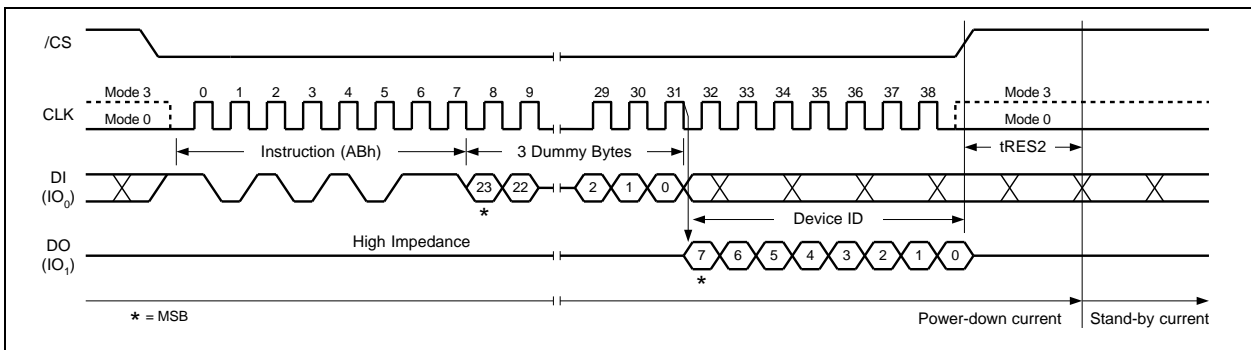 /CS
Mode 3 0 1 2 3 4 5 6 7 8 9 29 30 31 32 33 34 35 36 37 38 Mode 3
CLK
Mode 0 Mode 0
Instruction (ABh) 3 Dummy Bytes tRES2
DI
(IO0)
23 22 2 1 0
*
Device ID
High Impedance
DO
(IO1)
7 6 5 4 3 2 1 0
*
* = MSB
Power-down current Stand-by current